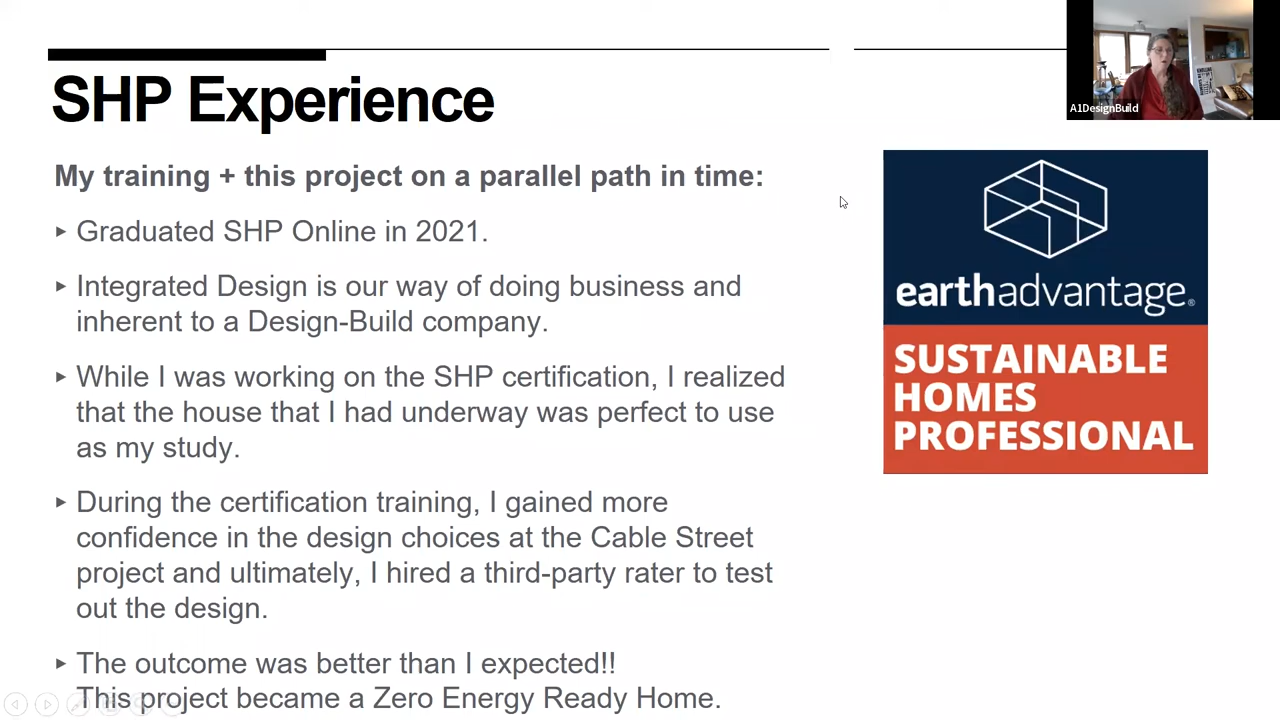 SHP Experience
My training + this project on a parallel path in time:
▸ Graduated SHP Online in 2021.
▸ Integrated Design is our way of doing business and
inherent to a Design-Build company.
▸ While I was working on the SHP certification, I realized
that the house that I had underway was perfect to use
as my study.
▸ During the certification training, I gained more
confidence in the design choices at the Cable Street
project and ultimately, I hired a third-party rater to test
out the design.
▸ The outcome was better than I expected!!
This project became a Zero Energy Ready Home.
A1DesignBuild
earthadvantage®
SUSTAINABLE
HOMES
PROFESSIONAL